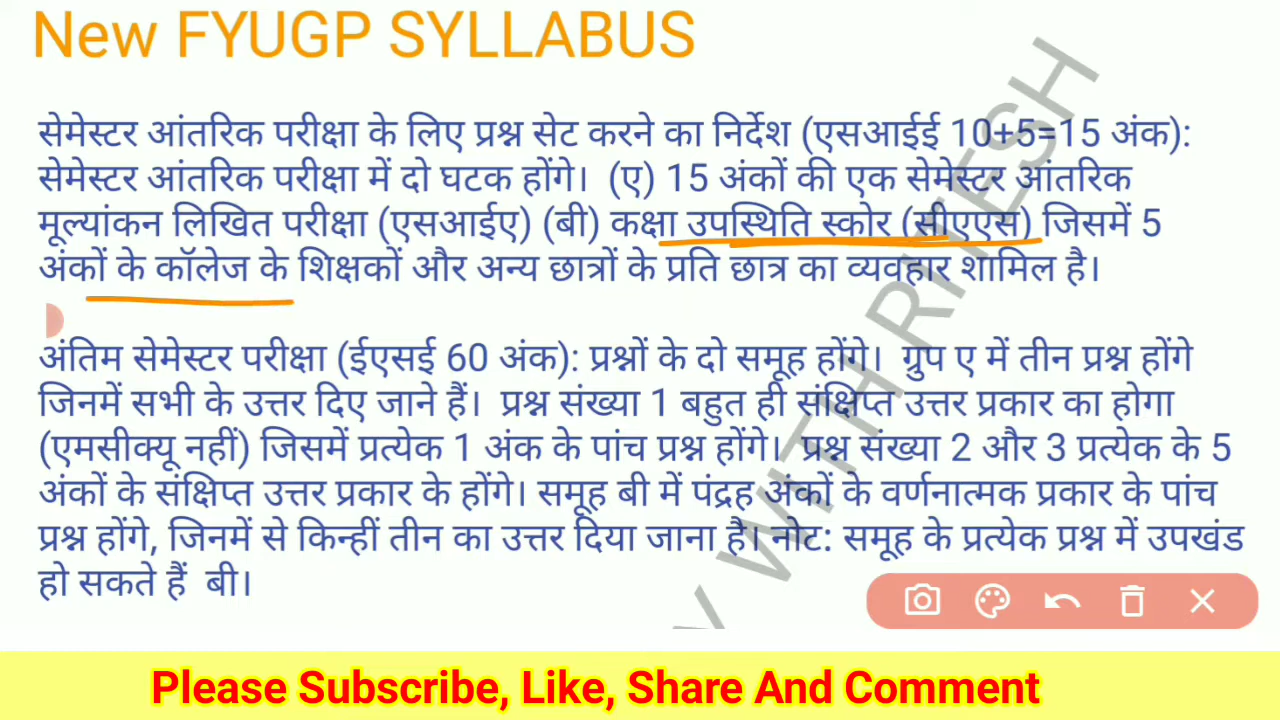 New FYUGP SYLLABUS
सेमेस्टर आंतरिक परीक्षा के लिए प्रश्न सेट करने का निर्देश (एसआईई 10+5=15 अंक):
सेमेस्टर आंतरिक परीक्षा में दो घटक होंगे। (ए) 15 अंकों की एक सेमेस्टर आंतरिक
मूल्यांकन लिखित परीक्षा (एसआईए) (बी) कक्षा उपस्थिति स्कोर (सीएएस) जिसमें 5
अंकों के कॉलेज के शिक्षकों और अन्य छात्रों के प्रति छात्र का व्यवहार शामिल है।
अंतिम सेमेस्टर परीक्षा (ईएसई 60 अंक): प्रश्नों के दो समूह होंगे। ग्रुप ए में तीन प्रश्न होंगे
जिनमें सभी के उत्तर दिए जाने हैं। प्रश्न संख्या 1 बहुत ही संक्षिप्त उत्तर प्रकार का होगा
(एमसीक्यू नहीं) जिसमें प्रत्येक 1 अंक के पांच प्रश्न होंगे। प्रश्न संख्या 2 और 3 प्रत्येक के 5
अंकों के संक्षिप्त उत्तर प्रकार के होंगे। समूह बी में पंद्रह अंकों के वर्णनात्मक प्रकार के पांच
प्रश्न होंगे, जिनमें से किन्हीं तीन का उत्तर दिया जाना है। नोट: समूह के प्रत्येक प्रश्न में उपखंड
हो सकते हैं बी।
Y WITH RITESH
Please Subscribe, Like, Share And Comment